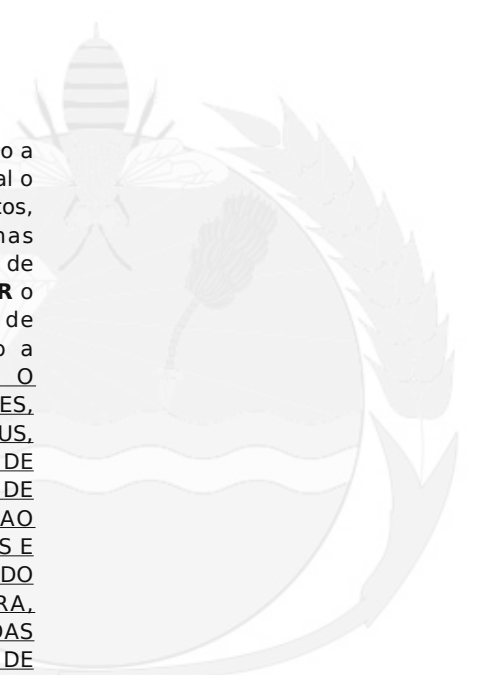 o a
al o
tos,
nas
de
R o
de
o a
O
ES,
US,
DE
DE
AO
S E
DO
RA,
DAS
DE